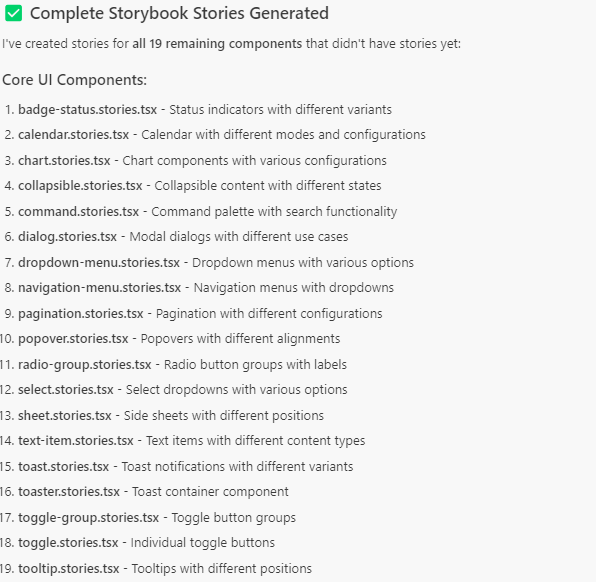 ✅ Complete Storybook Stories Generated
I've created stories for all 19 remaining components that didn't have stories yet:
Core UI Components:
1. badge-status.stories.tsx - Status indicators with different variants
2. calendar.stories.tsx - Calendar with different modes and configurations
3. chart.stories.tsx - Chart components with various configurations
4. collapsible.stories.tsx - Collapsible content with different states
5. command.stories.tsx - Command palette with search functionality
6. dialog.stories.tsx - Modal dialogs with different use cases
7. dropdown-menu.stories.tsx - Dropdown menus with various options
8. navigation-menu.stories.tsx - Navigation menus with dropdowns
9. pagination.stories.tsx - Pagination with different configurations
10. popover.stories.tsx - Popovers with different alignments
11. radio-group.stories.tsx - Radio button groups with labels
12. select.stories.tsx - Select dropdowns with various options
13. sheet.stories.tsx - Side sheets with different positions
14. text-item.stories.tsx - Text items with different content types
15. toast.stories.tsx - Toast notifications with different variants
16. toaster.stories.tsx - Toast container component
17. toggle-group.stories.tsx - Toggle button groups
18. toggle.stories.tsx - Individual toggle buttons
19. tooltip.stories.tsx - Tooltips with different positions